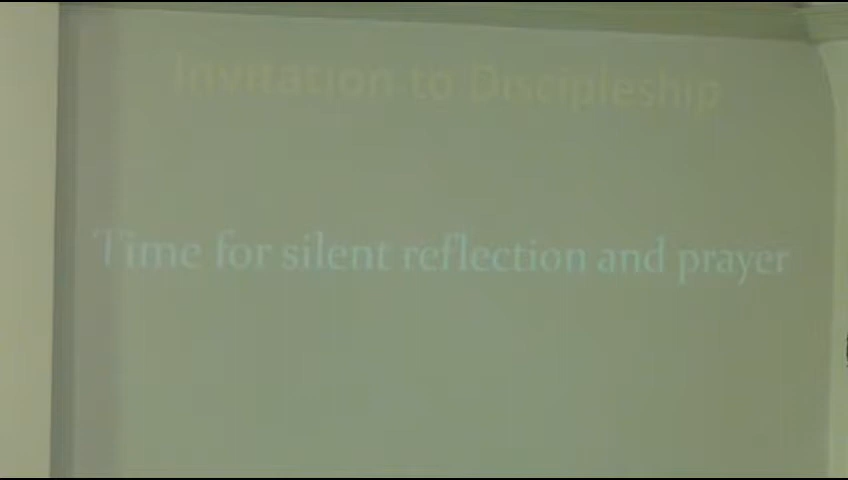 Invitation to Discipleship
Time for silent reflection and prayer